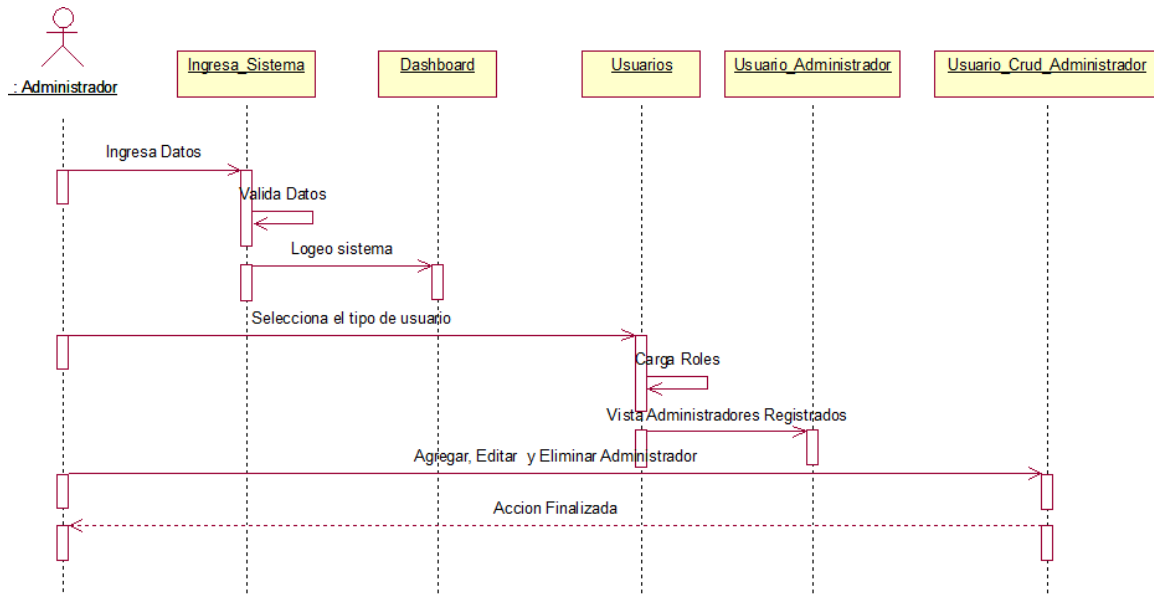 _: Administrador
Ingresa_Sistema
Dashboard
Usuarios
Usuario_Administrador
Usuario_Crud_Administrador
Ingresa Datos
Valida Datos
Logeo sistema
Selecciona el tipo de usuario
Carga Roles
Vista Administradores Registrados
Agregar, Editar y Eliminar Administrador
Accion Finalizada